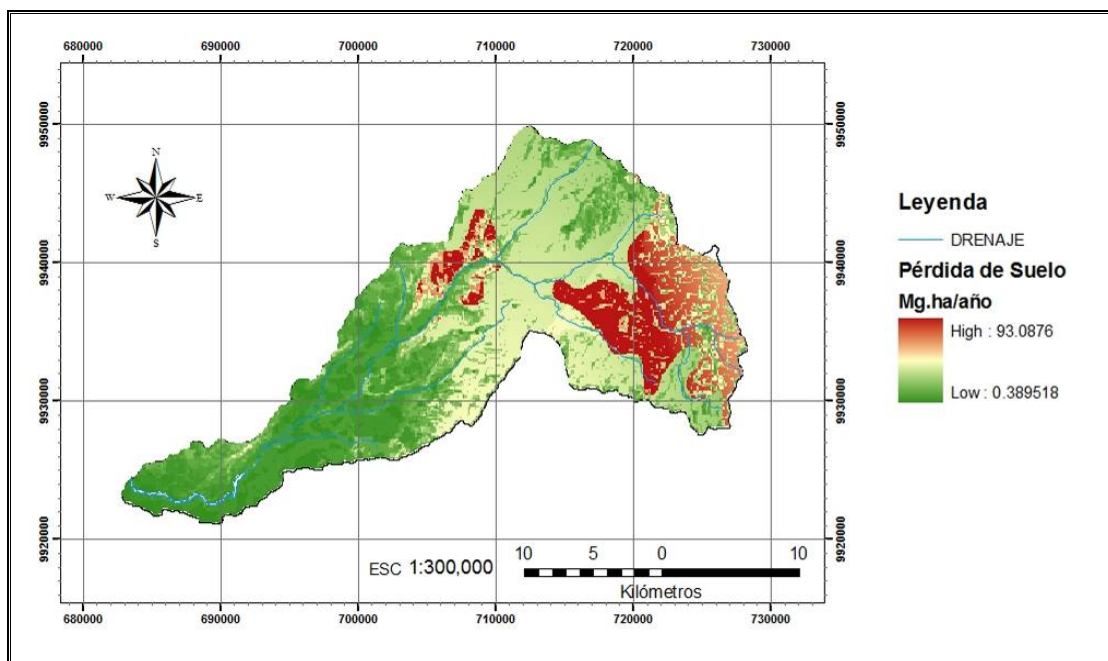 680000 690000 700000 710000 720000 730000
9950000 9950000
N
W E
S
9940000 9940000
9930000 9930000
9920000 9920000
Leyenda
DRENAJE
Pérdida de Suelo
Mg.ha/año
High : 93.0876
Low : 0.389518
10 5 0 10
ESC 1:300,000
Kilómetros
680000 690000 700000 710000 720000 730000